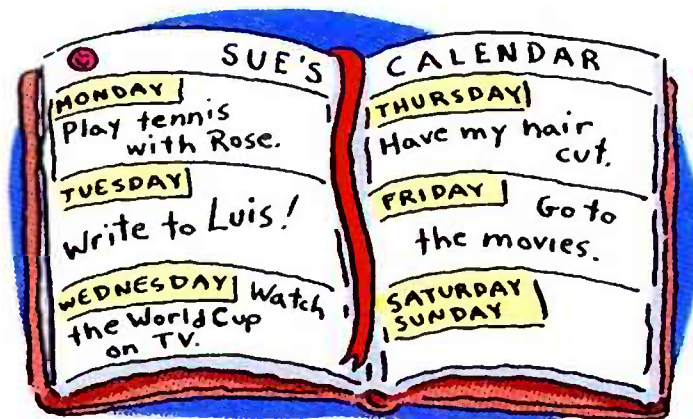 SUE'S CALENDAR
MONDAY
Play tennis
with Rose.
TUESDAY
Write to Luis!
WEDNESDAY Watch
the World Cup
on TV.
THURSDAY
Have my hair
cut.
FRIDAY Go to
the movies.
SATURDAY
SUNDAY